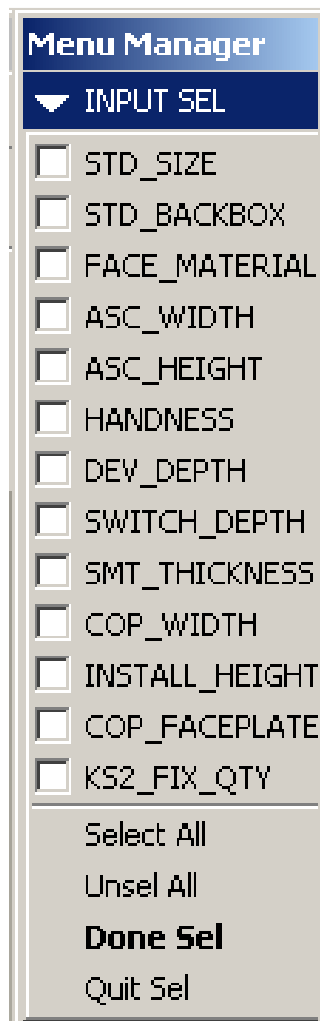 Menu Manager
INPUT SEL
STD_SIZE
STD_BACKBOX
FACE_MATERIAL
ASC_WIDTH
ASC_HEIGHT
HANDNESS
DEV_DEPTH
SWITCH_DEPTH
SMT_THICKNESS
COP_WIDTH
INSTALL_HEIGHT
COP_FACEPLATE
KS2_FIX_QTY
Select All
Unsel All
Done Sel
Quit Sel